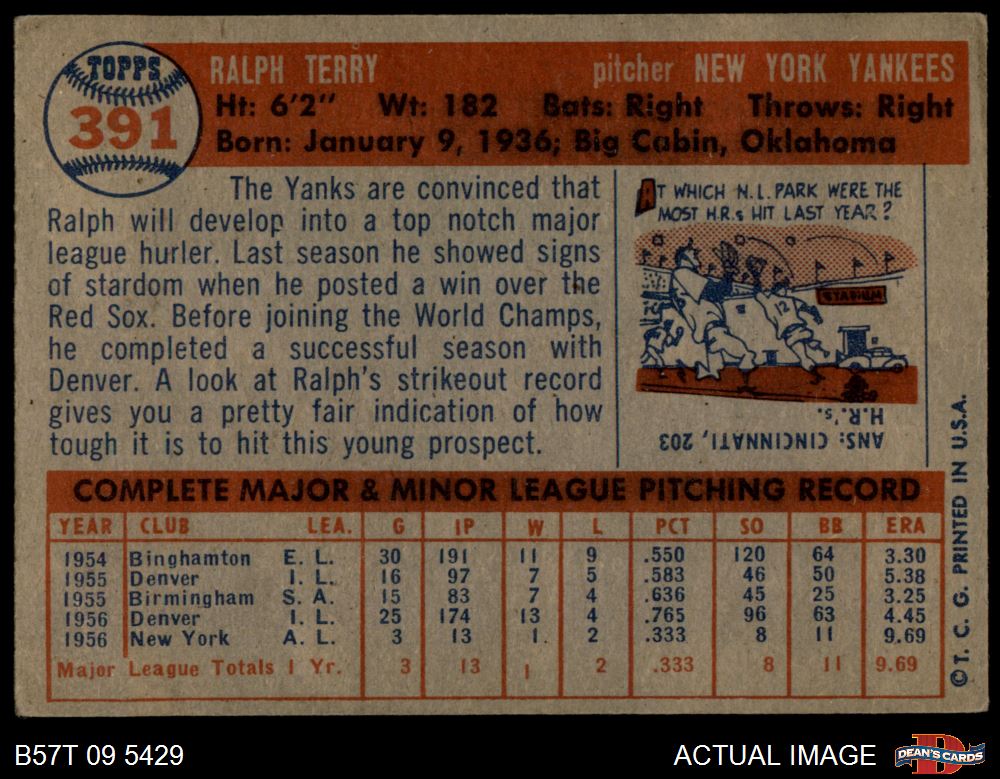 TOPPS
391
RALPH TERRY pitcher NEW YORK YANKEES
Ht: 6'2" Wt: 182 Bats: Right Throws: Right
Born: January 9, 1936; Big Cabin, Oklahoma
The Yanks are convinced that
Ralph will develop into a top notch major
league hurler. Last season he showed signs
of stardom when he posted a win over the
Red Sox. Before joining the World Champs,
he completed a successful season with
Denver. A look at Ralph's strikeout record
gives you a pretty fair indication of how
tough it is to hit this young prospect.
AT WHICH N.L. PARK WERE THE
MOST H.R.s HIT LAST YEAR?
STADIUM
12
ANS: CINCINNATI, 203
H.R.'s.
COMPLETE MAJOR & MINOR LEAGUE PITCHING RECORD
YEAR CLUB LEA. G IP W L PCT SO BB ERA
1954 Binghamton E. L. 30 191 11 9 .550 120 64 3.30
1955 Denver I. L. 16 97 7 5 .583 46 50 5.38
1955 Birmingham S. A. 15 83 7 4 .636 45 25 3.25
1956 Denver I. L. 25 174 13 4 .765 96 63 4.45
1956 New York A. L. 3 13 1 2 .333 8 11 9.69
Major League Totals 1 Yr. 3 13 1 2 .333 8 11 9.69
©T. C. G. PRINTED IN U.S.A.
B57T 09 5429
ACTUAL IMAGE
D
DEAN'S CARDS